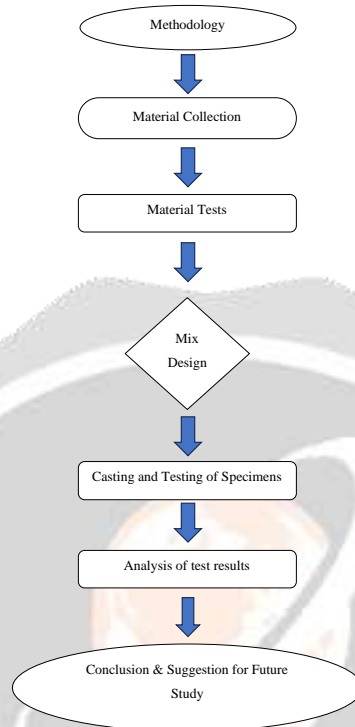 Methodology
Material Collection
Material Tests
Mix
Design
Casting and Testing of Specimens
Analysis of test results
Conclusion & Suggestion for Future
Study